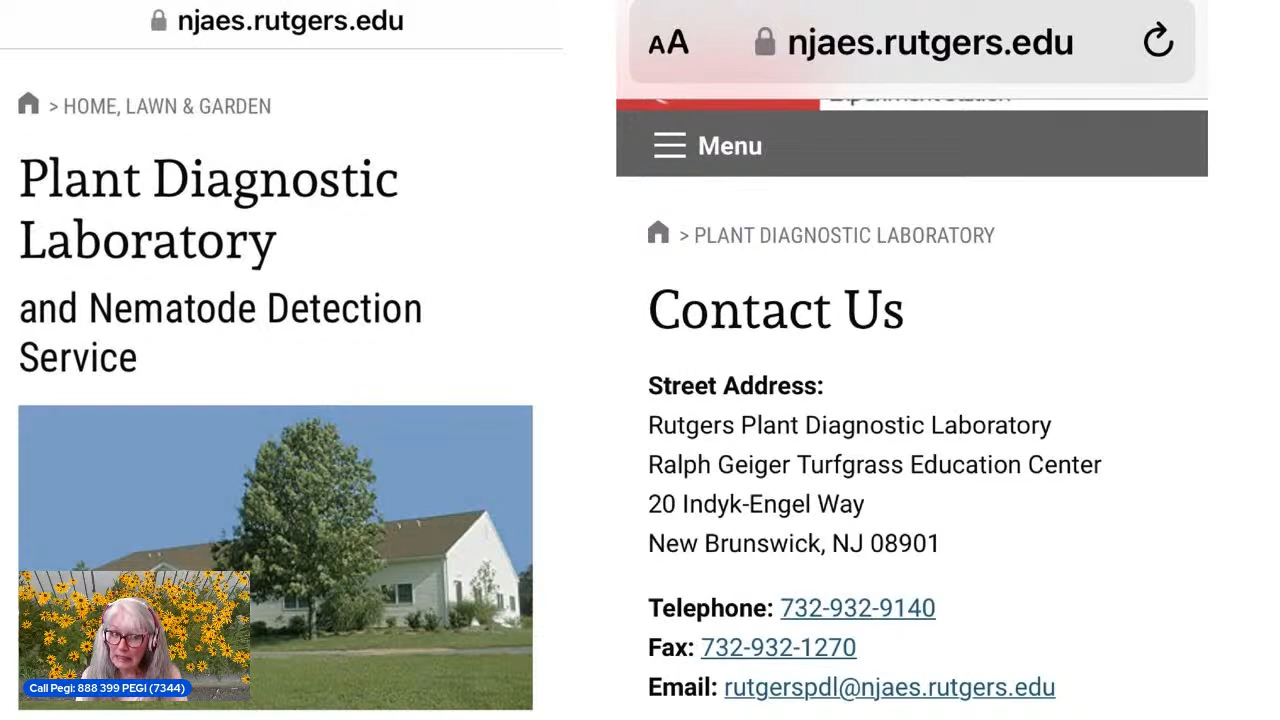 njaes.rutgers.edu
> HOME, LAWN & GARDEN
Plant Diagnostic
Laboratory
and Nematode Detection
Service
Call Pegi: 888 399 PEGI (7344)
AA njaes.rutgers.edu
Experiment Station
Menu
> PLANT DIAGNOSTIC LABORATORY
Contact Us
Street Address:
Rutgers Plant Diagnostic Laboratory
Ralph Geiger Turfgrass Education Center
20 Indyk-Engel Way
New Brunswick, NJ 08901
Telephone: 732-932-9140
Fax: 732-932-1270
Email: rutgerspdl@njaes.rutgers.edu